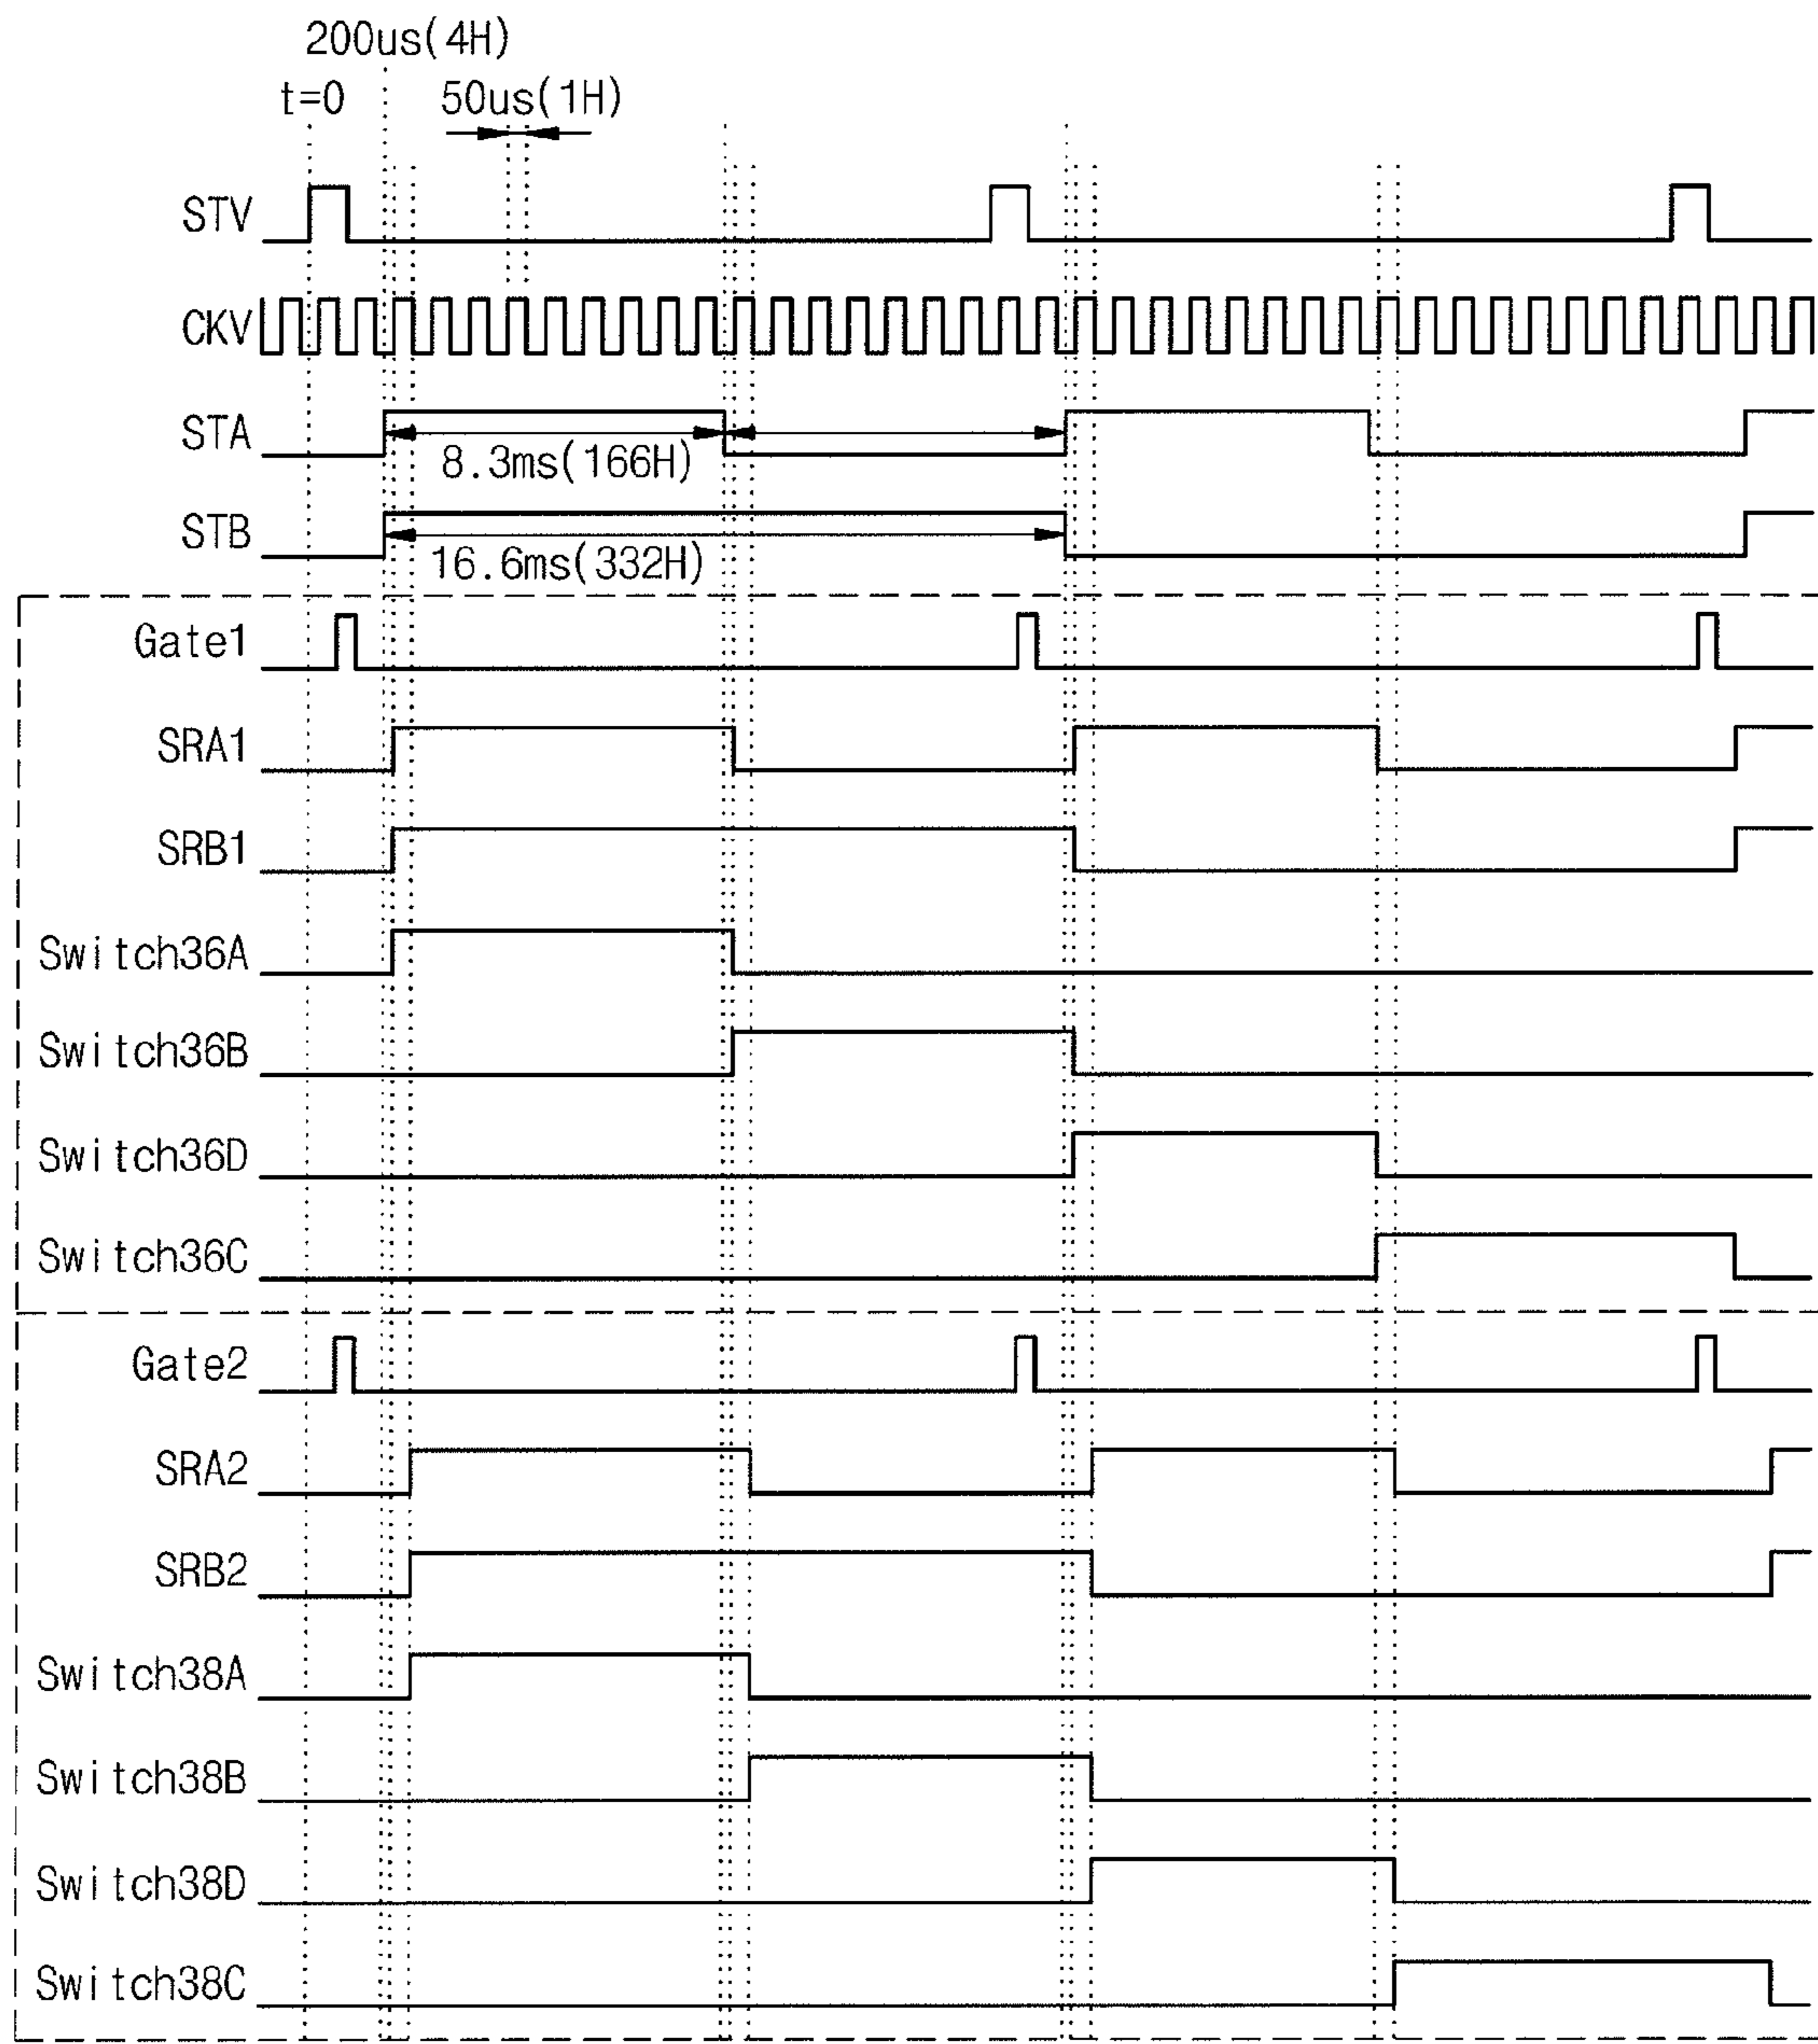 200us(4H)
t=0 50us(1H)
STV
CKV
STA
8.3ms(166H)
STB
16.6ms(332H)
Gate1
SRA1
SRB1
Switch36A
Switch36B
Switch36D
Switch36C
Gate2
SRA2
SRB2
Switch38A
Switch38B
Switch38D
Switch38C